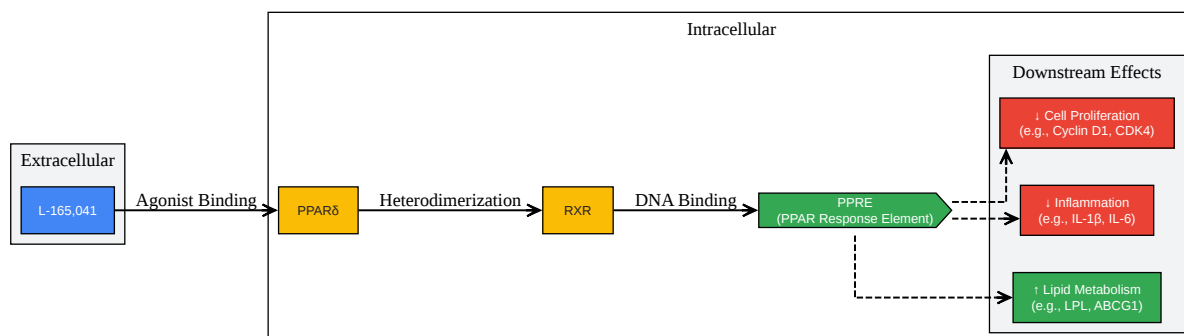 Intracellular
Downstream Effects
↓ Cell Proliferation
(e.g., Cyclin D1, CDK4)
Extracellular
L-165,041
Agonist Binding
PPARδ
Heterodimerization
RXR
DNA Binding
PPRE
(PPAR Response Element)
↓ Inflammation
(e.g., IL-1β, IL-6)
↑ Lipid Metabolism
(e.g., LPL, ABCG1)